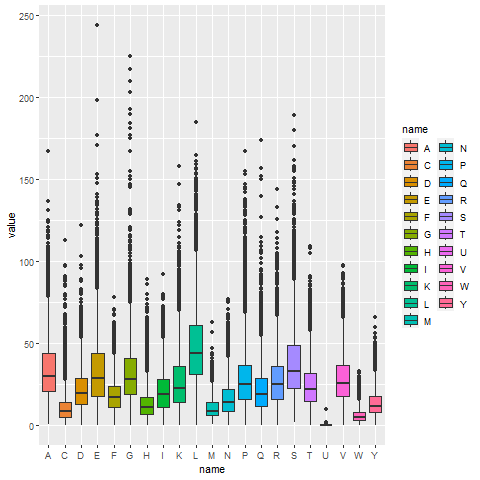 250
200
150
100
50
0
value
A C D E F G H I K L M N P Q R S T U V W Y
name
name
A N
C P
D Q
E R
F S
G T
H U
I V
K W
L Y
M